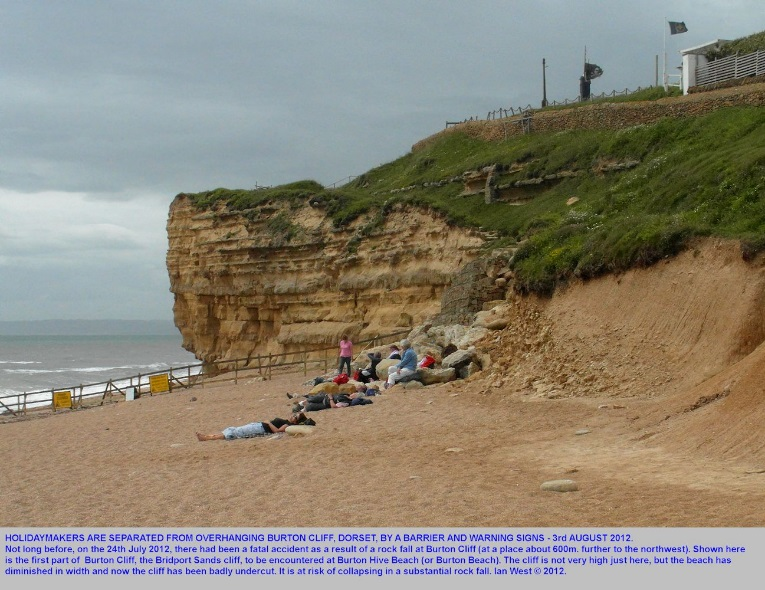 HOLIDAYMAKERS ARE SEPARATED FROM OVERHANGING BURTON CLIFF, DORSET, BY A BARRIER AND WARNING SIGNS - 3rd AUGUST 2012.
Not long before, on the 24th July 2012, there had been a fatal accident as a result of a rock fall at Burton Cliff (at a place about 600m. further to the northwest). Shown here
is the first part of  Burton Cliff, the Bridport Sands cliff, to be encountered at Burton Hive Beach (or Burton Beach). The cliff is not very high just here, but the beach has
diminished in width and now the cliff has been badly undercut. It is at risk of collapsing in a substantial rock fall. Ian West © 2012.